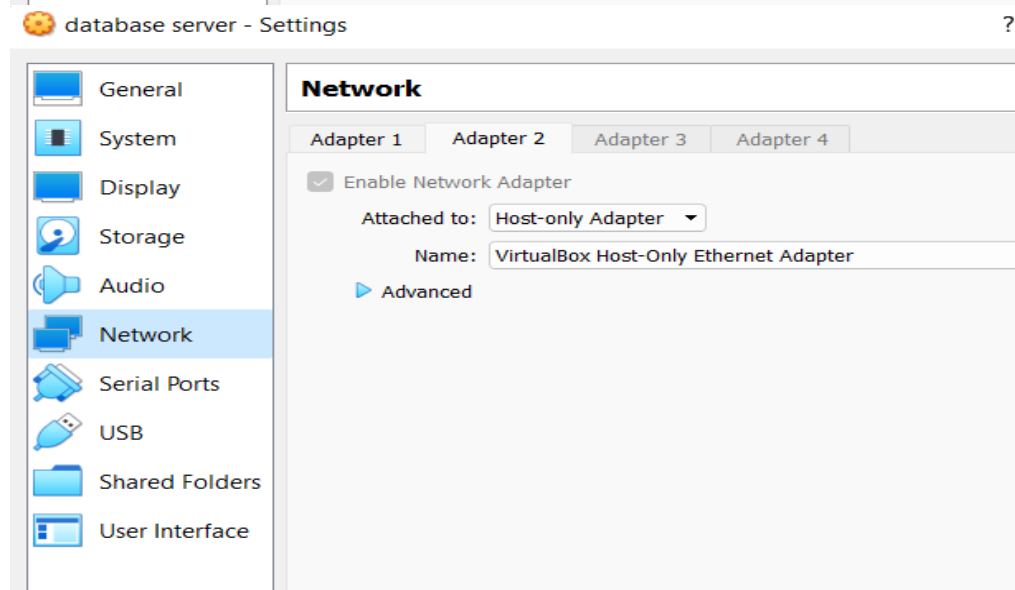 database server - Settings
?
General
System
Display
Storage
Audio
Network
Serial Ports
USB
Shared Folders
User Interface
Network
Adapter 1
Adapter 2
Adapter 3
Adapter 4
Enable Network Adapter
Attached to: Host-only Adapter
Name: VirtualBox Host-Only Ethernet Adapter
Advanced